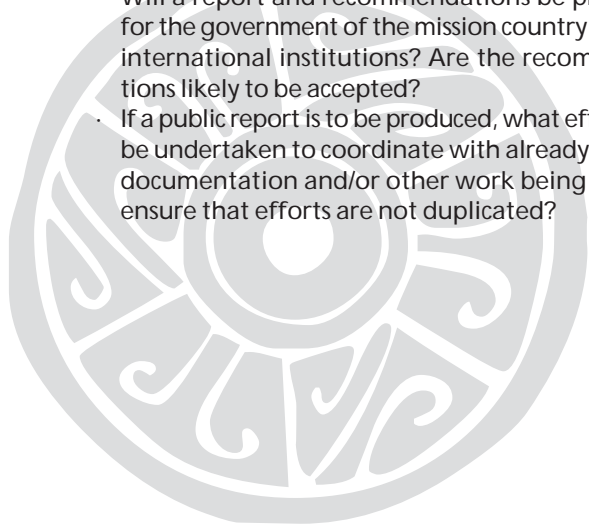 Will a report and recommendations be p
for the government of the mission country
international institutions? Are the recom
tions likely to be accepted?
· If a public report is to be produced, what ef
be undertaken to coordinate with already
documentation and/or other work being
ensure that efforts are not duplicated?